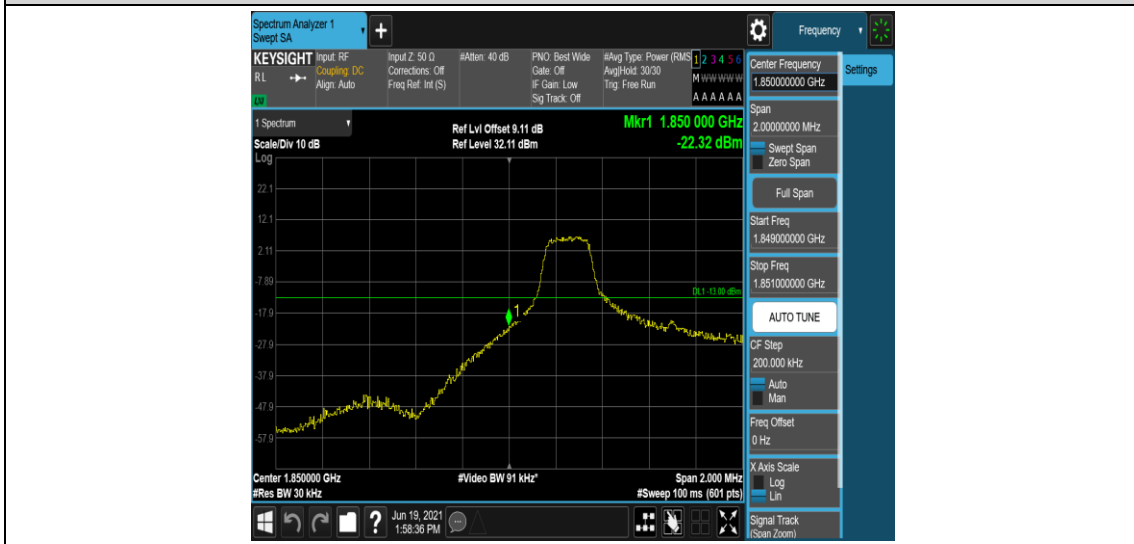 Spectrum Analyzer 1
Swept SA
+
Frequency
KEYSIGHT
RL
LXI
Input: RF
Coupling: DC
Align: Auto
Input Z: 50 Ω
Corrections: Off
Freq Ref: Int (S)
#Atten: 40 dB
PNO: Best Wide
Gate: Off
IF Gain: Low
Sig Track: Off
#Avg Type: Power (RMS
Avg|Hold: 30/30
Trig: Free Run
1 2 3 4 5 6
M W W W W W
A A A A A A
1 Spectrum
Scale/Div 10 dB
Ref Lvl Offset 9.11 dB
Ref Level 32.11 dBm
Mkr1 1.850 000 GHz
-22.32 dBm
Log
22.1
12.1
2.11
-7.89
-17.9
-27.9
-37.9
-47.9
-57.9
DL1 -13.00 dBm
1
Center 1.850000 GHz
#Res BW 30 kHz
#Video BW 91 kHz*
Span 2.000 MHz
#Sweep 100 ms (601 pts)
Center Frequency
1.850000000 GHz
Settings
Span
2.00000000 MHz
Swept Span
Zero Span
Full Span
Start Freq
1.849000000 GHz
Stop Freq
1.851000000 GHz
AUTO TUNE
CF Step
200.000 kHz
Auto
Man
Freq Offset
0 Hz
X Axis Scale
Log
Lin
Signal Track
(Span Zoom)
?
Jun 19, 2021
1:58:36 PM